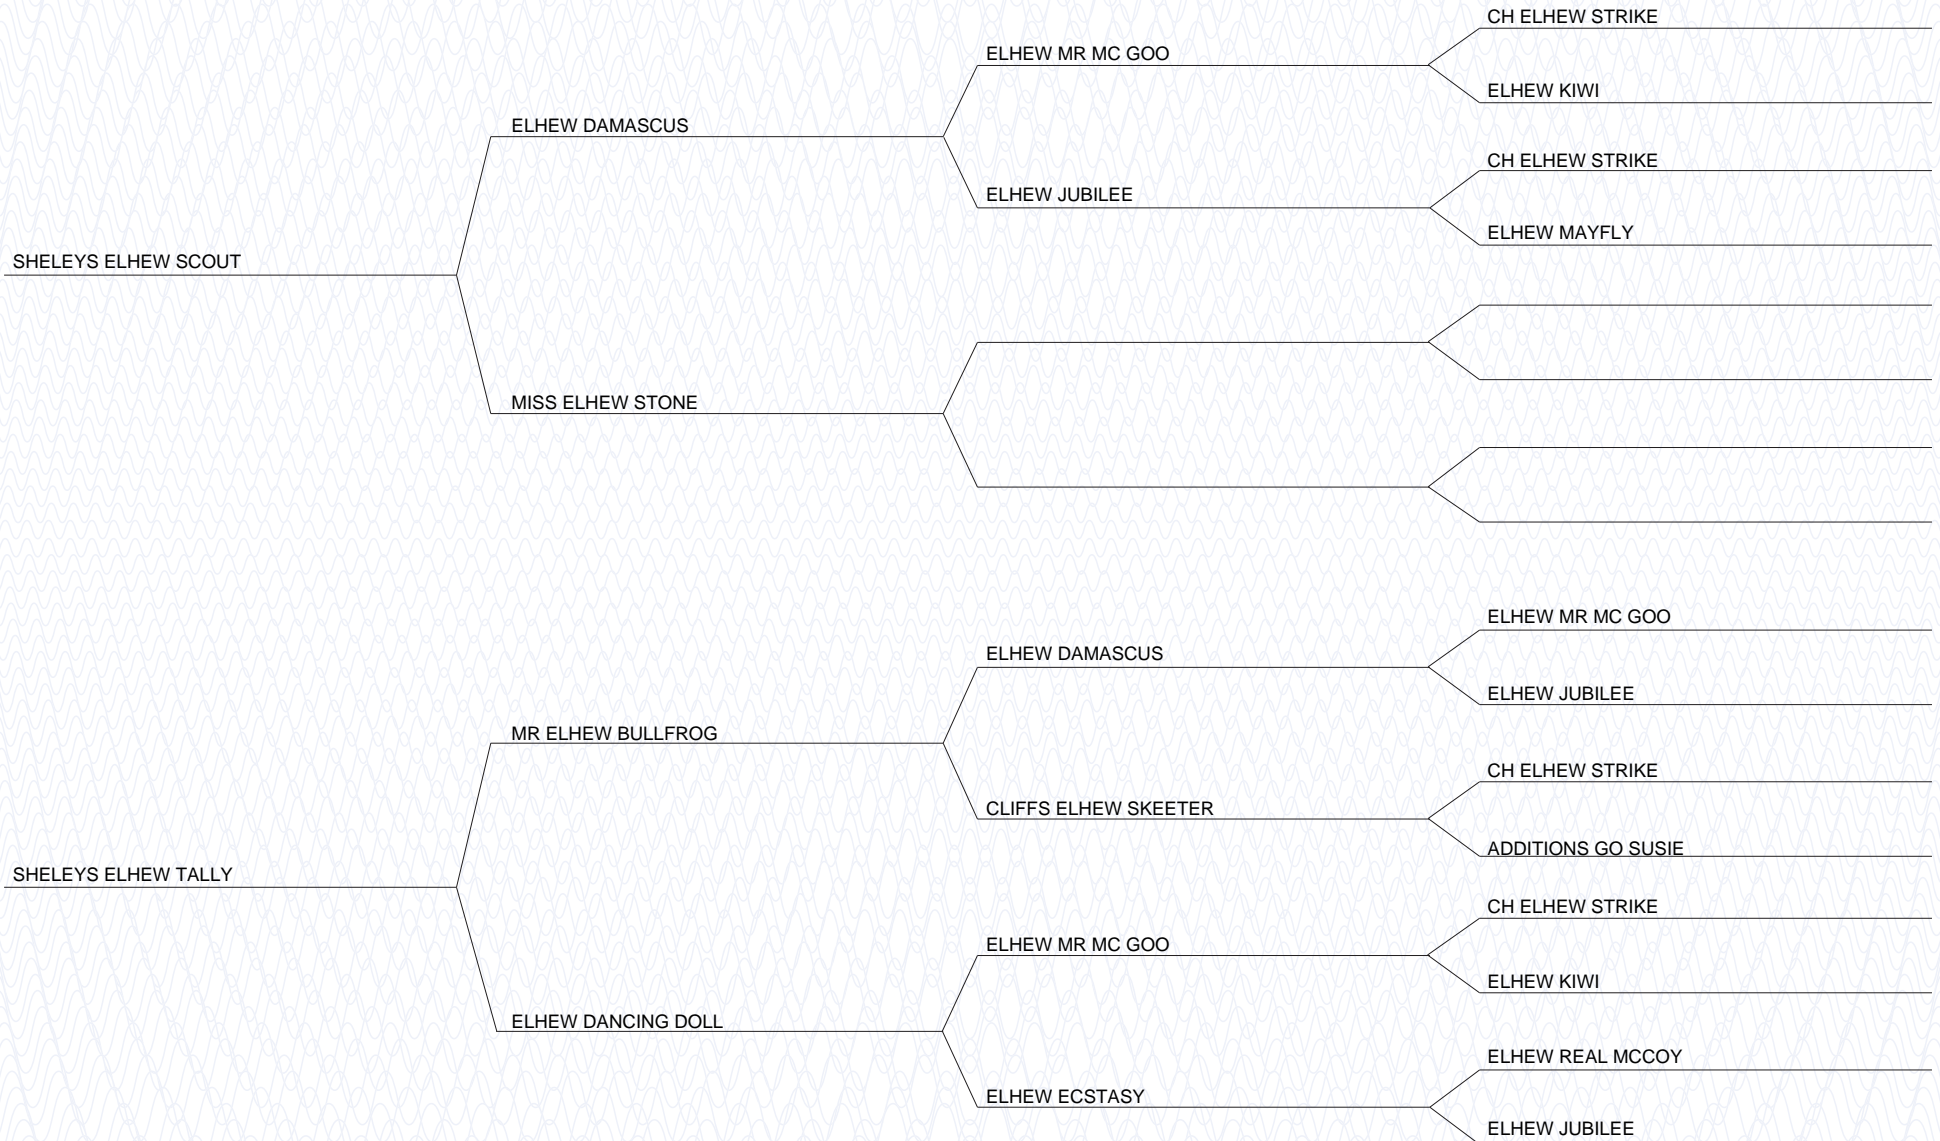 CH ELHEW STRIKE
ELHEW MR MC GOO
ELHEW KIWI
ELHEW DAMASCUS
CH ELHEW STRIKE
ELHEW JUBILEE
ELHEW MAYFLY
SHELEYS ELHEW SCOUT
MISS ELHEW STONE
ELHEW MR MC GOO
ELHEW DAMASCUS
ELHEW JUBILEE
MR ELHEW BULLFROG
CH ELHEW STRIKE
CLIFFS ELHEW SKEETER
ADDITIONS GO SUSIE
SHELEYS ELHEW TALLY
CH ELHEW STRIKE
ELHEW MR MC GOO
ELHEW KIWI
ELHEW DANCING DOLL
ELHEW REAL MCCOY
ELHEW ECSTASY
ELHEW JUBILEE